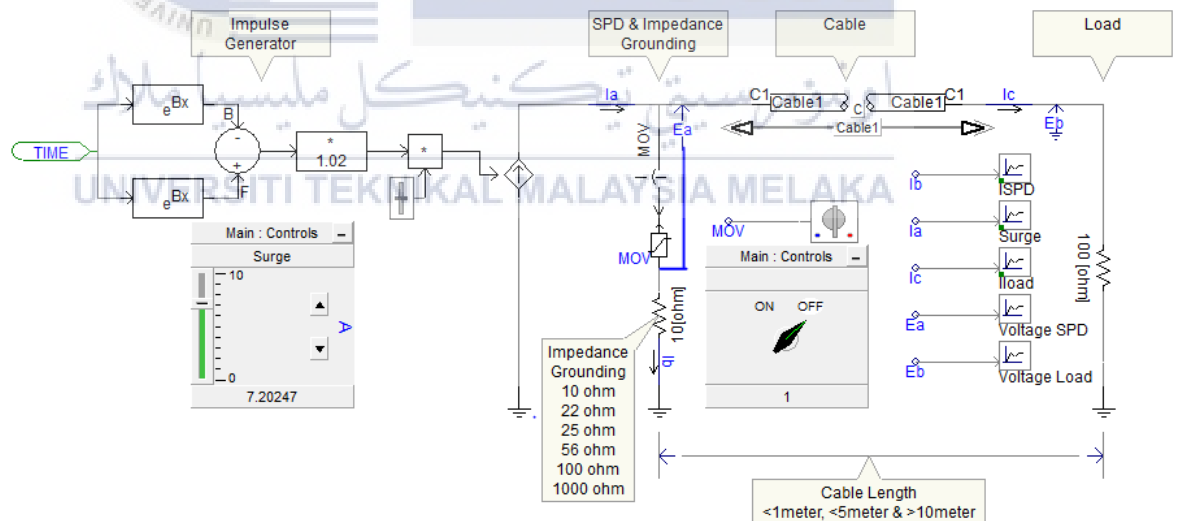 Impulse
Generator
SPD & Impedance
Grounding
Cable
Load
اونيۏرسيتي تيكنيكل مليسيا ملاك
UNIVERSITI TEKNIKAL MALAYSIA MELAKA
TIME
e^Bx
e^Bx
B
-
+
F
*
1.02
*
Ia
MOV
Ea
MOV
10[ohm]
Ib
C1
Cable1
C
Cable1
C1
Cable1
Ic
Eb
100 [ohm]
MOV
Ib
ISPD
Ia
Surge
Ic
Iload
Ea
Voltage SPD
Eb
Voltage Load
Main : Controls
Surge
10
0
A
7.20247
Main : Controls
ON OFF
1
Impedance
Grounding
10 ohm
22 ohm
25 ohm
56 ohm
100 ohm
1000 ohm
Cable Length
<1meter, <5meter & >10meter